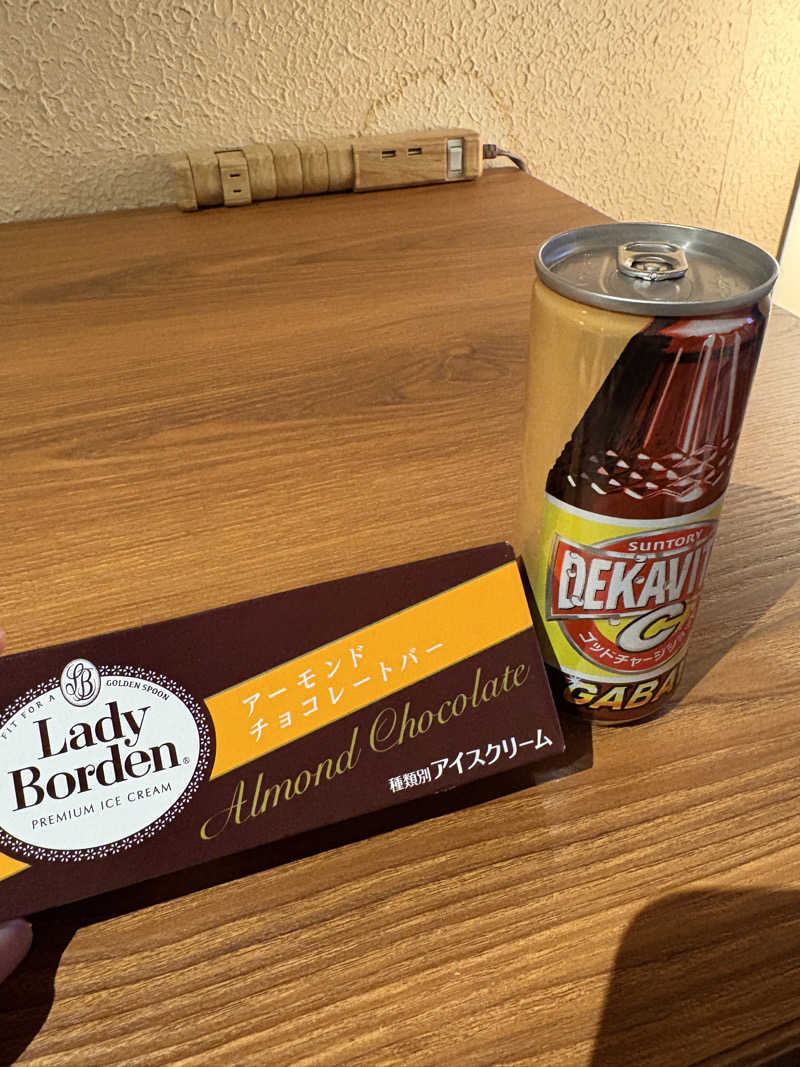 FIT FOR A GOLDEN SPOON
LB
Lady
Borden®
PREMIUM ICE CREAM
アーモンド
チョコレートバー
Almond Chocolate
種類別 アイスクリーム
SUNTORY
DEKAVIT
C
GABA